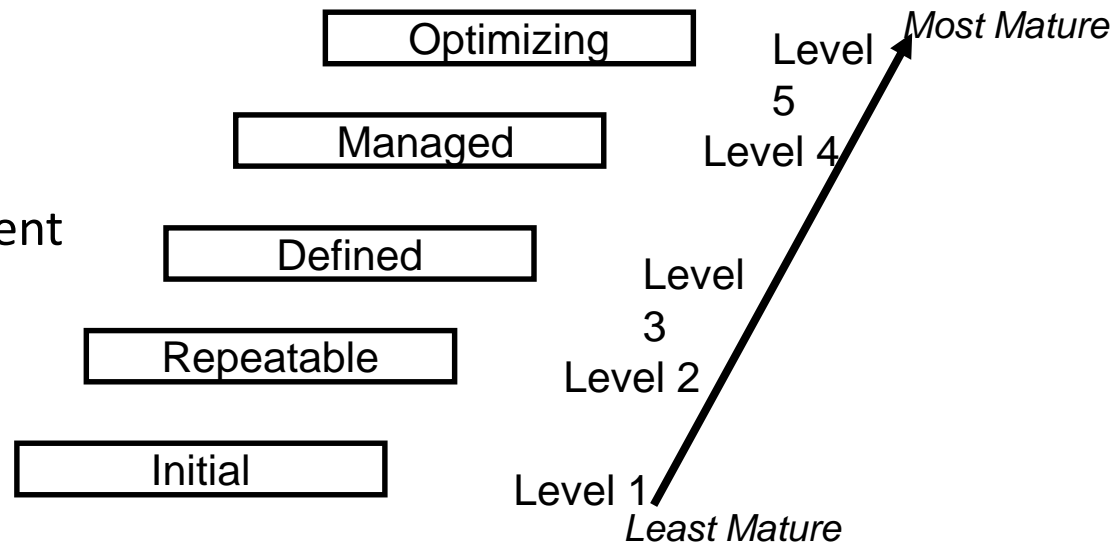 Optimizing
Most Mature
Level
5
Managed
Level 4
ent
Defined
Level
3
Repeatable
Level 2
Initial
Level 1
Least Mature